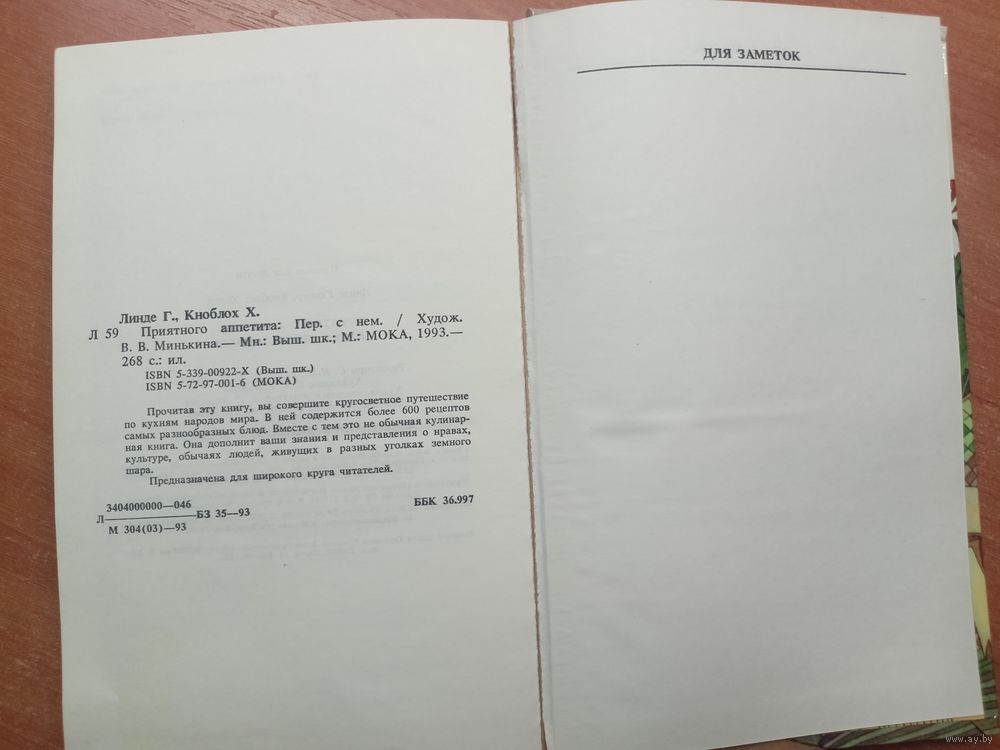 Линде Г., Кноблох Х.
Л 59 Приятного аппетита: Пер. с нем. / Худож.
В. В. Минькина.— Мн.: Выш. шк.; М.: МОКА, 1993.—
268 с.: ил.
ISBN 5-339-00922-X (Выш. шк.)
ISBN 5-72-97-001-6 (МОКА)
Прочитав эту книгу, вы совершите кругосветное путешествие
по кухням народов мира. В ней содержится более 600 рецептов
самых разнообразных блюд. Вместе с тем это не обычная кулинар-
ная книга. Она дополнит ваши знания и представления о нравах,
культуре, обычаях людей, живущих в разных уголках земного
шара.
Предназначена для широкого круга читателей.
3404000000—046
Л БЗ 35—93
М 304(03)—93
ББК 36.997
ДЛЯ ЗАМЕТОК
www.ay.by